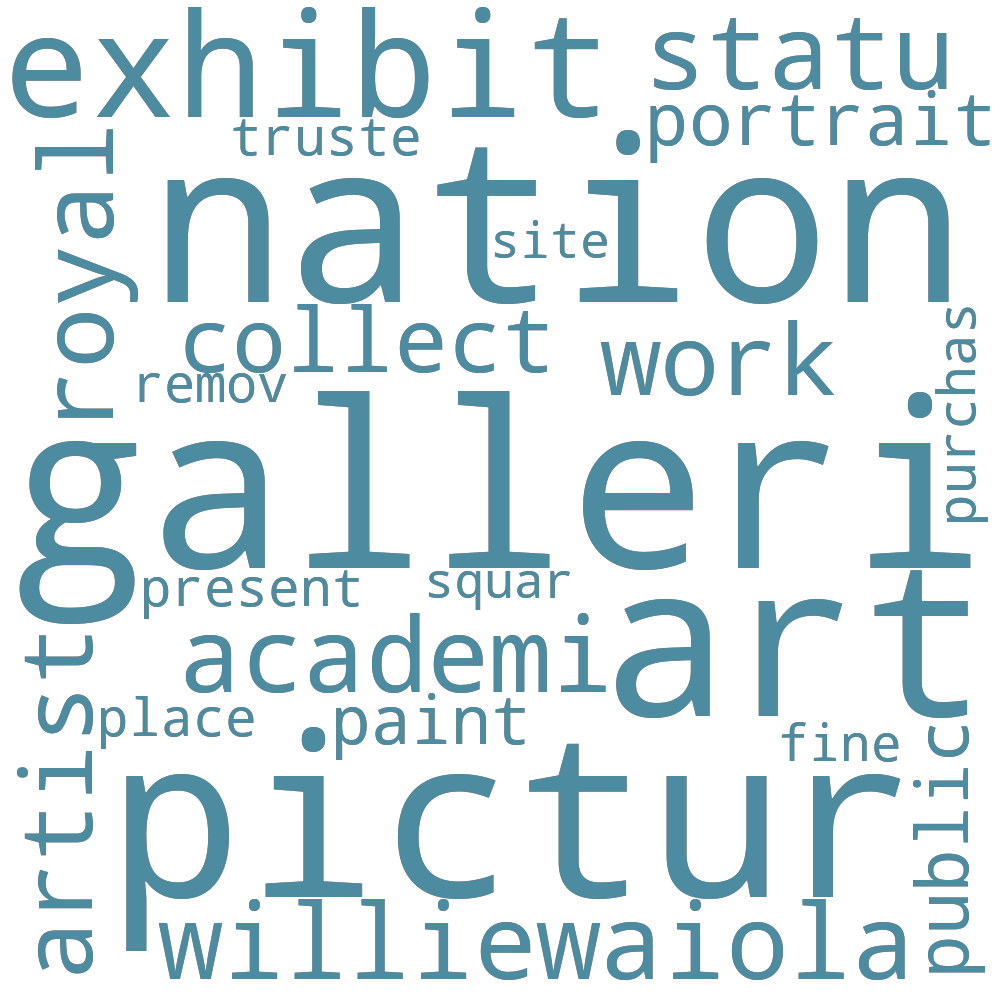 exhibit
statu
portrait
truste
royal
nation
site
collect
work
purchas
remov
galleri
present
squar
art
academi
artist
place
paint
fine
public
pictur
williewaiola